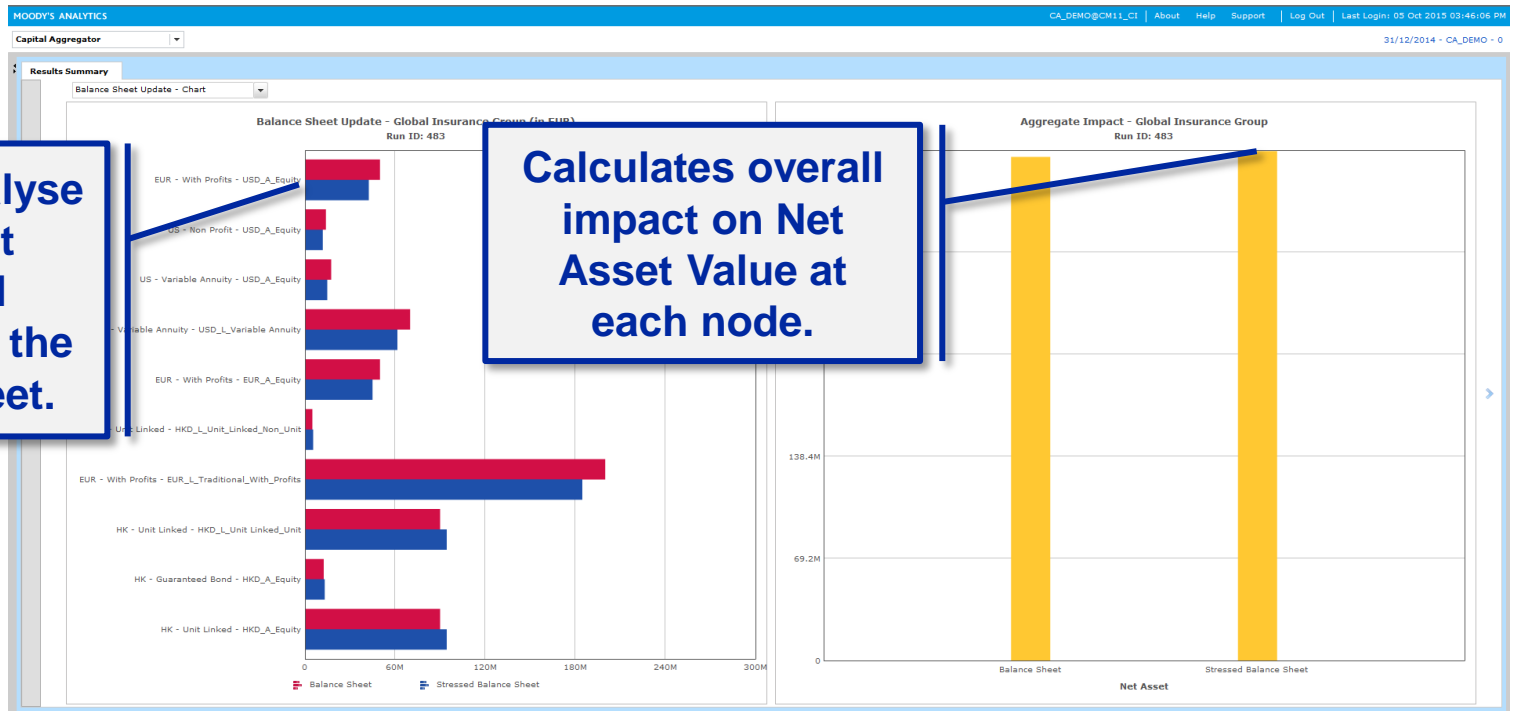 MOODY'S ANALYTICS
CA_DEMO@CM11_CI | About Help Support | Log Out | Last Login: 05 Oct 2015 03:46:06 PM
Capital Aggregator
31/12/2014 - CA_DEMO - 0
Results Summary
Balance Sheet Update - Chart
Balance Sheet Update - Global Insurance Group (in EUR)
Run ID: 483
EUR - With Profits - USD_A_Equity
US - Non Profit - USD_A_Equity
US - Variable Annuity - USD_A_Equity
Variable Annuity - USD_L_Variable Annuity
EUR - With Profits - EUR_A_Equity
Unit Linked - HKD_L_Unit_Linked_Non_Unit
EUR - With Profits - EUR_L_Traditional_With_Profits
HK - Unit Linked - HKD_L_Unit Linked_Unit
HK - Guaranteed Bond - HKD_A_Equity
HK - Unit Linked - HKD_A_Equity
0 60M 120M 180M 240M 300M
Balance Sheet Stressed Balance Sheet
lyse
t
the
et.
Calculates overall
impact on Net
Asset Value at
each node.
Aggregate Impact - Global Insurance Group
Run ID: 483
138.4M
69.2M
0
Balance Sheet Stressed Balance Sheet
Net Asset